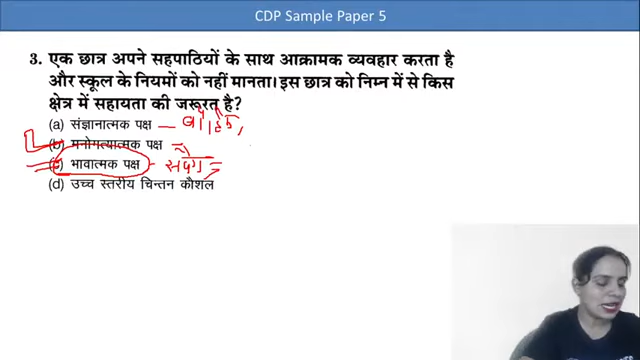 CDP Sample Paper 5
3. एक छात्र अपने सहपाठियों के साथ आक्रामक व्यवहार करता है
और स्कूल के नियमों को नहीं मानता। इस छात्र को निम्न में से किस
क्षेत्र में सहायता की जरूरत है?
(a) संज्ञानात्मक पक्ष
(b) मनोगत्यात्मक पक्ष
(c) भावात्मक पक्ष
(d) उच्च स्तरीय चिन्तन कौशल